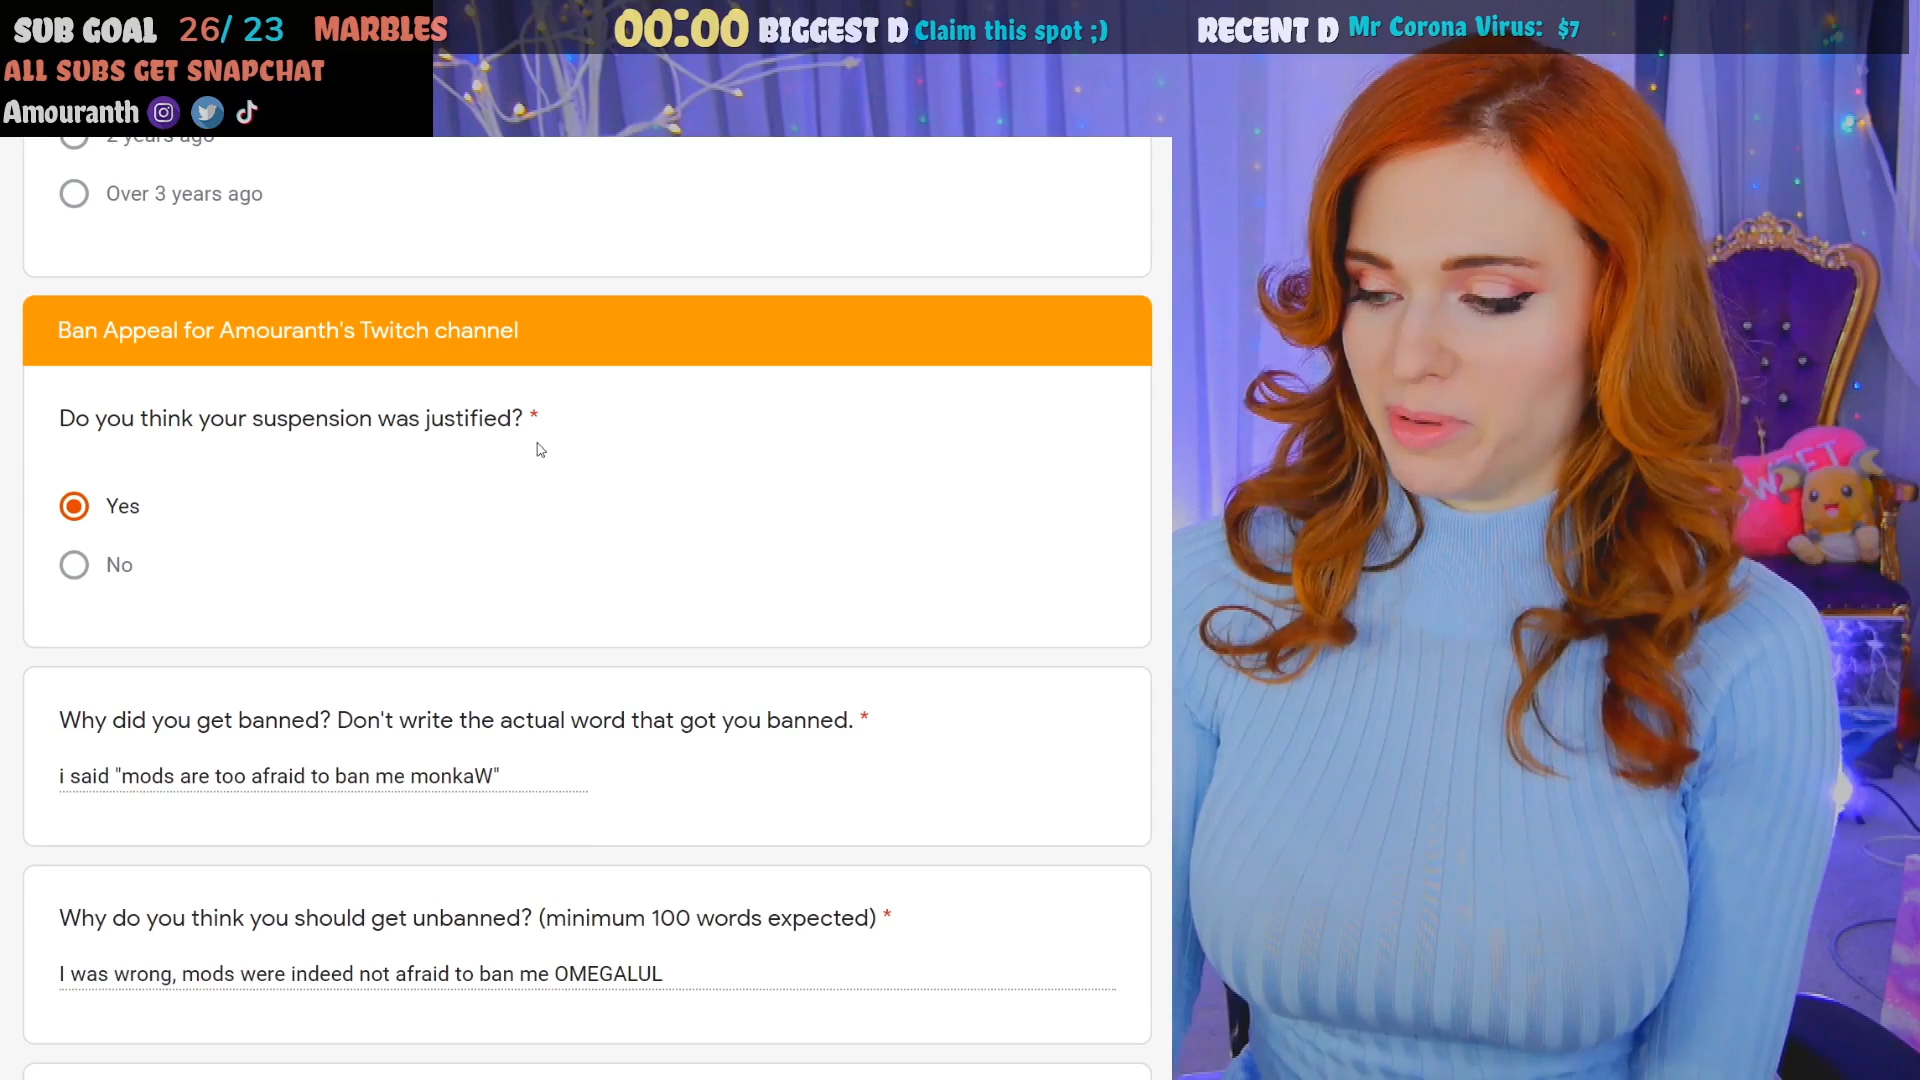 SUB GOAL 26/ 23 MARBLES
00:00 BIGGEST D Claim this spot ;)
RECENT D Mr Corona Virus: $7
ALL SUBS GET SNAPCHAT
Amouranth
2 years ago
Over 3 years ago
Ban Appeal for Amouranth's Twitch channel
Do you think your suspension was justified? *
Yes
No
Why did you get banned? Don't write the actual word that got you banned. *
i said "mods are too afraid to ban me monkaW"
Why do you think you should get unbanned? (minimum 100 words expected) *
I was wrong, mods were indeed not afraid to ban me OMEGALUL
SWEET